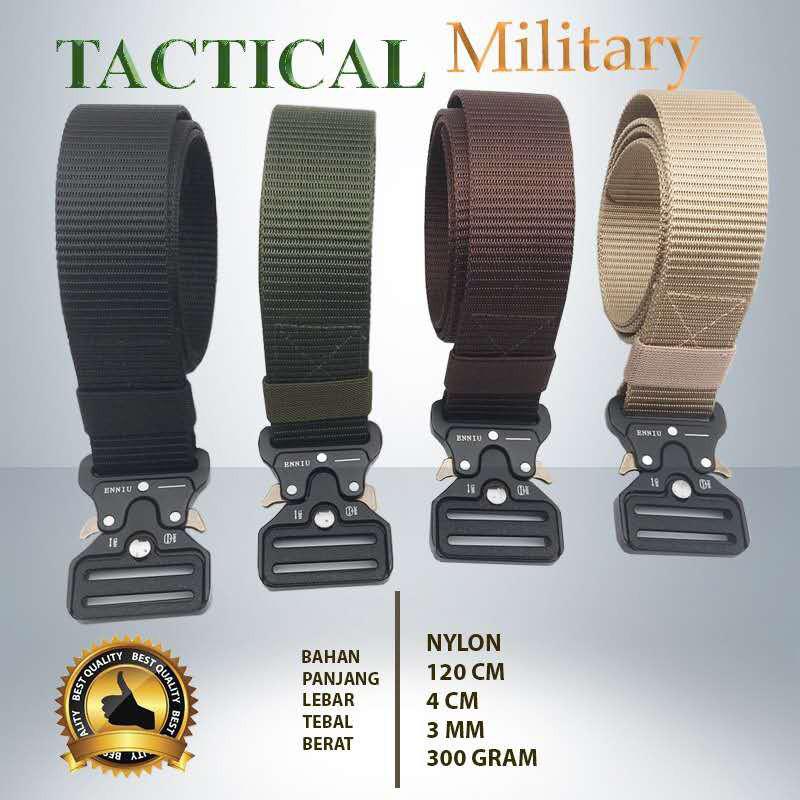 TACTICAL Military
ENNIU
ENNIU
ENNIU
ENNIU
BEST QUALITY BEST QUALITY BEST
ALITY
BAHAN NYLON
PANJANG 120 CM
LEBAR 4 CM
TEBAL 3 MM
BERAT 300 GRAM